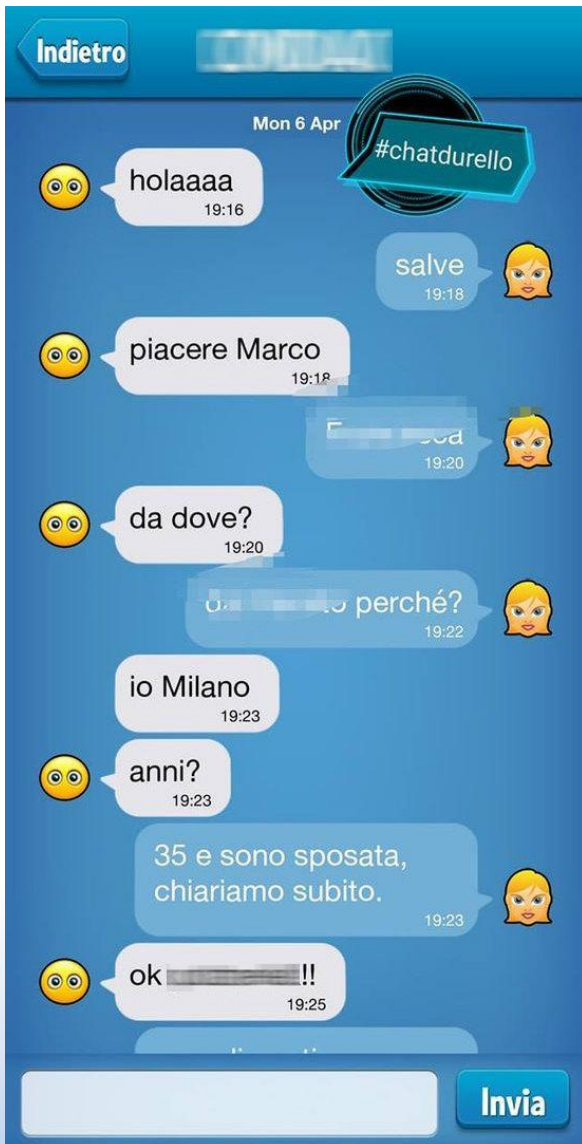 Indietro
Mon 6 Apr
#chatdurello
holaaaa
19:16
salve
19:18
piacere Marco
19:18
19:20
da dove?
19:20
perché?
19:22
io Milano
19:23
anni?
19:23
35 e sono sposata,
chiariamo subito.
19:23
ok !!
19:25
Invia